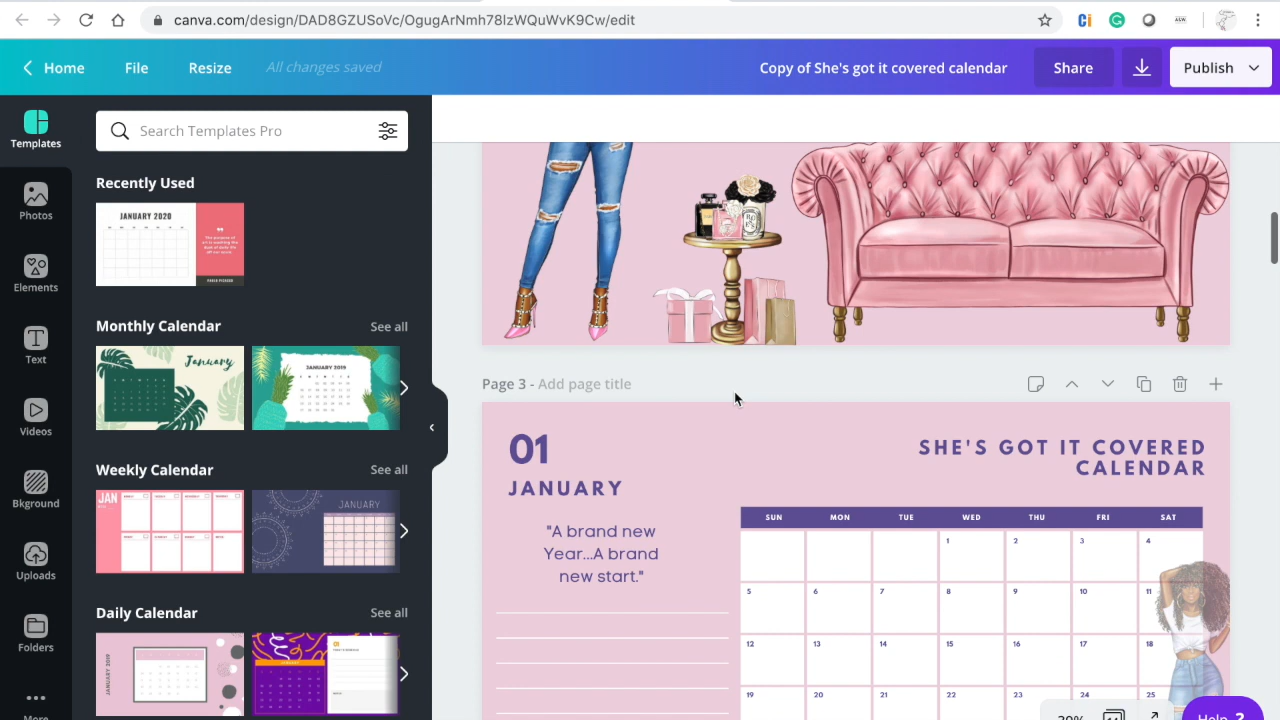 canva.com/design/DAD8GZUSoVc/OgugArNmh78lzWQuWvK9Cw/edit
Home File Resize All changes saved Copy of She's got it covered calendar Share Publish
Templates
Photos
Elements
Text
Videos
Bkground
Uploads
Folders
More
Search Templates Pro
Recently Used
JANUARY 2020
Monthly Calendar See all
January
JANUARY 2019
Weekly Calendar See all
JAN
JANUARY
Daily Calendar See all
JANUARY 2019
01
Page 3 - Add page title
01
JANUARY
"A brand new
Year...A brand
new start."
SHE'S GOT IT COVERED
CALENDAR
SUN MON TUE WED THU FRI SAT
1 2 3 4
5 6 7 8 9 10 11
12 13 14 15 16 17 18
19 20 21 22 23 24 25
Help ?